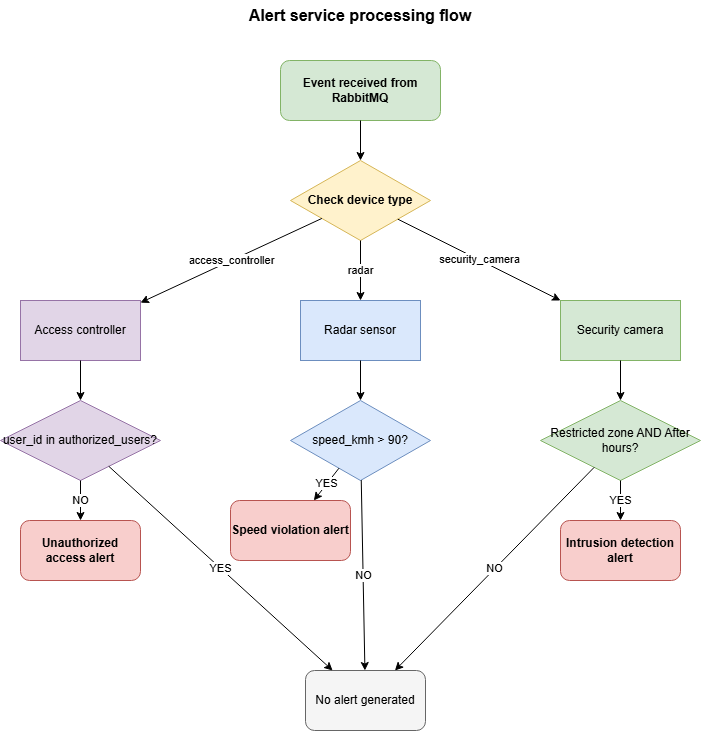 Alert service processing flow
Event received from
RabbitMQ
Check device type
access_controller
radar
security_camera
Access controller
Radar sensor
Security camera
user_id in authorized_users?
speed_kmh > 90?
Restricted zone AND After
hours?
NO
YES
YES
Unauthorized
access alert
Speed violation alert
Intrusion detection
alert
YES
NO
NO
No alert generated